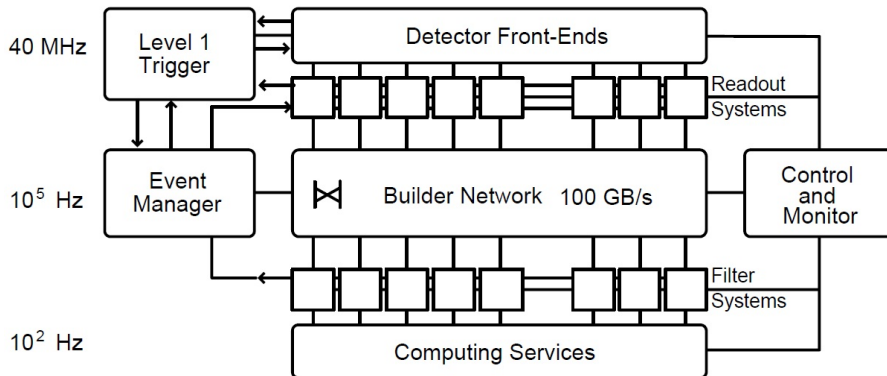 40 MHz
Level 1
Trigger
Detector Front-Ends
Readout
Systems
10⁵ Hz
Event
Manager
Builder Network 100 GB/s
Control
and
Monitor
Filter
Systems
10² Hz
Computing Services